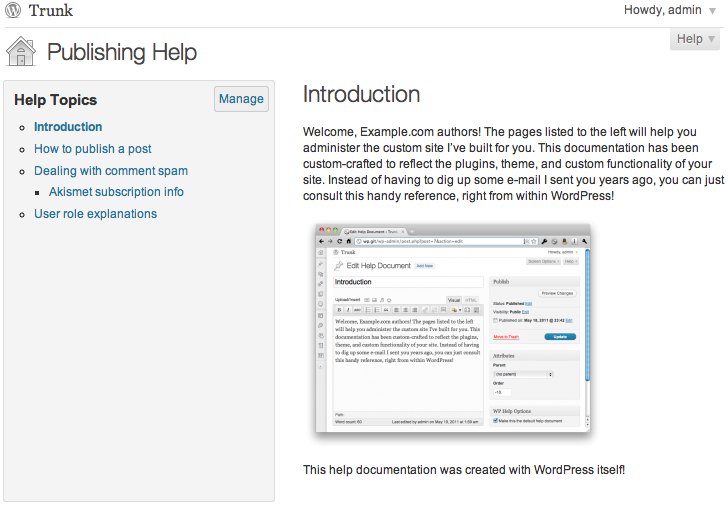 Trunk
Howdy, admin
Help
Publishing Help
Help Topics
Manage
Introduction
How to publish a post
Dealing with comment spam
Akismet subscription info
User role explanations
Introduction
Welcome, Example.com authors! The pages listed to the left will help you
administer the custom site I've built for you. This documentation has been
custom-crafted to reflect the plugins, theme, and custom functionality of your
site. Instead of having to dig up some e-mail I sent you years ago, you can just
consult this handy reference, right from within WordPress!
Edit Help Document ‹ Trunk
wp.git/wp-admin/post.php?post=7&action=edit
Trunk
Howdy, admin
Edit Help Document
Add New
Screen Options
Help
Introduction
Upload/Insert
Visual
HTML
Welcome, Example.com authors! The pages listed to the left
will help you administer the custom site I've built for you. This
documentation has been custom-crafted to reflect the plugins,
theme, and custom functionality of your site. Instead of having
to dig up some e-mail I sent you years ago, you can just consult
this handy reference, right from within WordPress!
Path:
Word count: 60
Last edited by admin on May 19, 2011 at 1:56 am
Publish
Preview Changes
Status: Published Edit
Visibility: Public Edit
Published on: May 18, 2011 @ 23:42 Edit
Move to Trash
Update
Attributes
Parent
(no parent)
Order
-10
WP Help Options
Make this the default help document
This help documentation was created with WordPress itself!